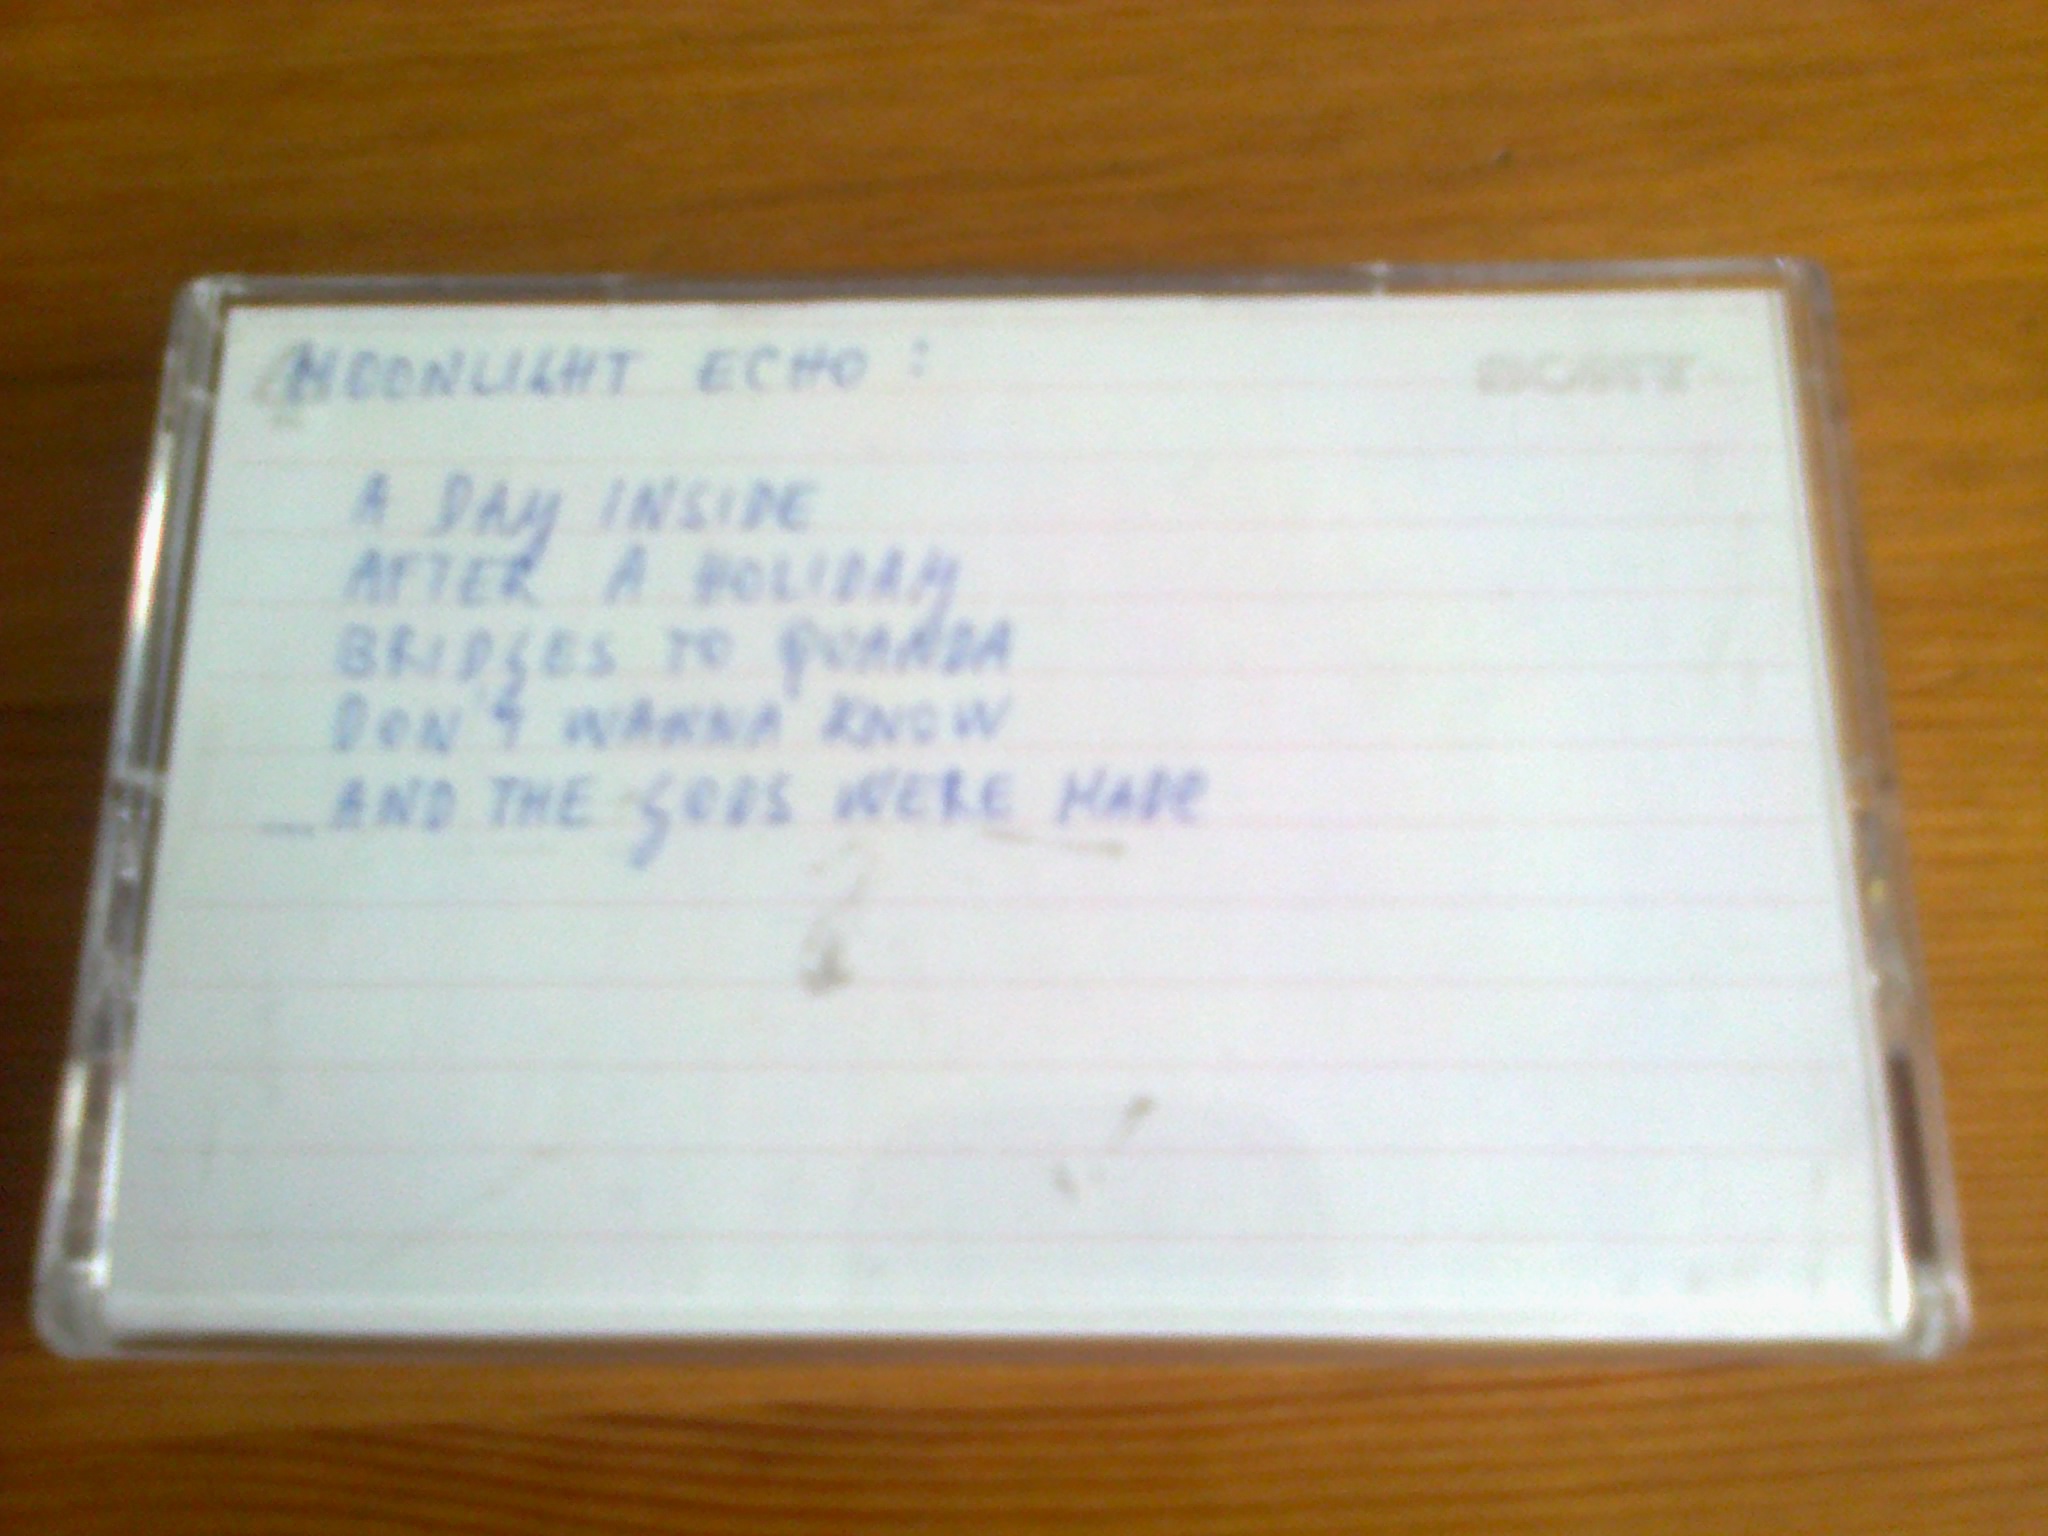 MOONLIGHT ECHO :
SONY
A DAY INSIDE
AFTER A HOLIDAY
BRIDGES TO QUANDA
DON'T WANNA KNOW
_ AND THE GODS WERE MADE